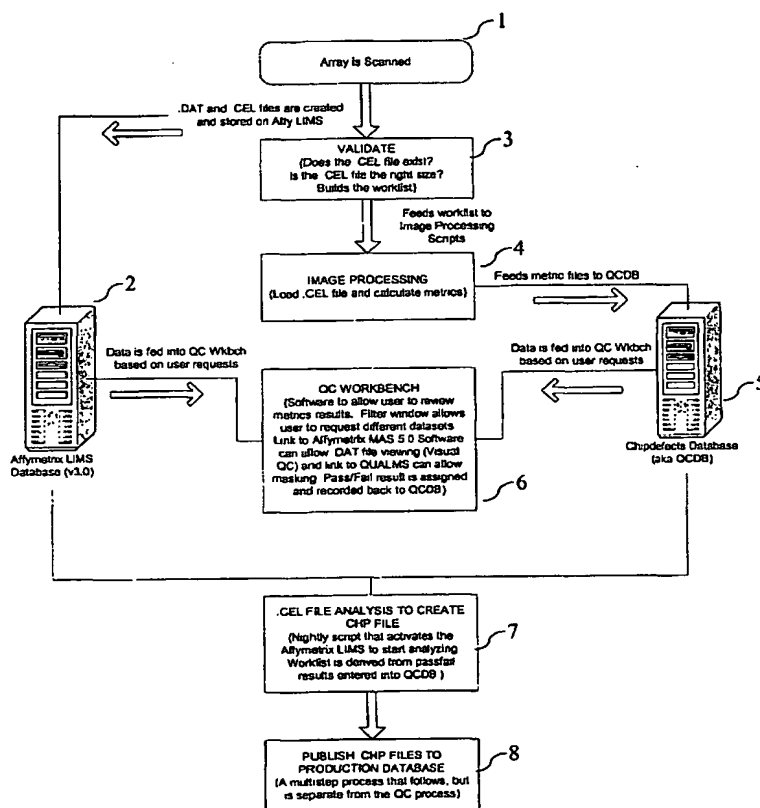 1
Array is Scanned
.DAT and CEL files are created
and stored on Affy LIMS
3
VALIDATE
(Does the CEL file exist?
Is the CEL file the right size?
Builds the worklist)
Feeds worklist to
Image Processing
Scripts
4
IMAGE PROCESSING
(Load .CEL file and calculate metrics)
Feeds metric files to QCDB
2
Data is fed into QC Wkbch
based on user requests
Data is fed into QC Wkbch
based on user requests
5
Affymetrix LIMS
Database (v3.0)
QC WORKBENCH
(Software to allow user to review
metrics results. Filter window allows
user to request different datasets
Link to Affymetrix MAS 5.0 Software
can allow DAT file viewing (Visual
QC) and link to QUALMS can allow
masking Pass/Fail result is assigned
and recorded back to QCDB)
6
Chipdefects Database
(aka QCDB)
.CEL FILE ANALYSIS TO CREATE
CHP FILE
(Nightly script that activates the
Affymetrix LIMS to start analyzing
Worklist is derived from passfail
results entered into QCDB )
7
PUBLISH CHP FILES TO
PRODUCTION DATABASE
(A multistep process that follows, but
is separate from the QC process)
8